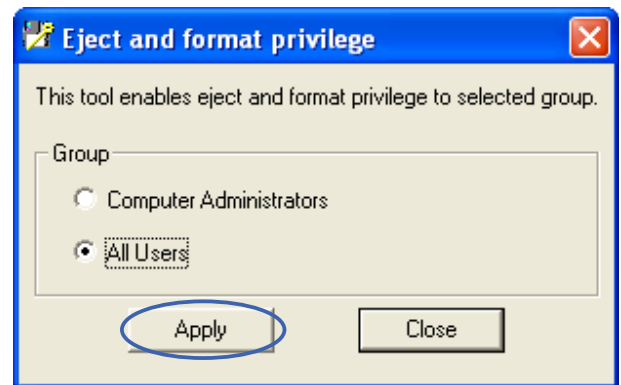 Eject and format privilege
This tool enables eject and format privilege to selected group.
Group
Computer Administrators
All Users
Apply Close